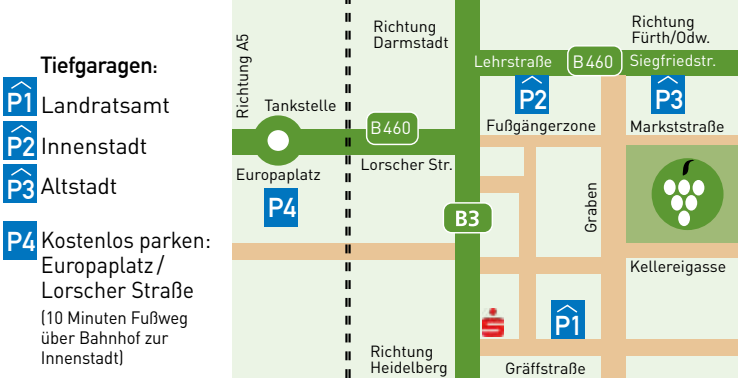 Tiefgaragen:
P1 Landratsamt
P2 Innenstadt
P3 Altstadt
P4 Kostenlos parken:
Europaplatz/
Lorscher Straße
(10 Minuten Fußweg
über Bahnhof zur
Innenstadt)
Richtung A5
Tankstelle
Europaplatz
P4
Richtung
Darmstadt
B460
Lorscher Str.
B3
Richtung
Heidelberg
Richtung
Fürth/Odw.
Lehrstraße
B460
Siegfriedstr.
P2
P3
Fußgängerzone
Markststraße
Graben
Kellereigasse
P1
Gräffstraße